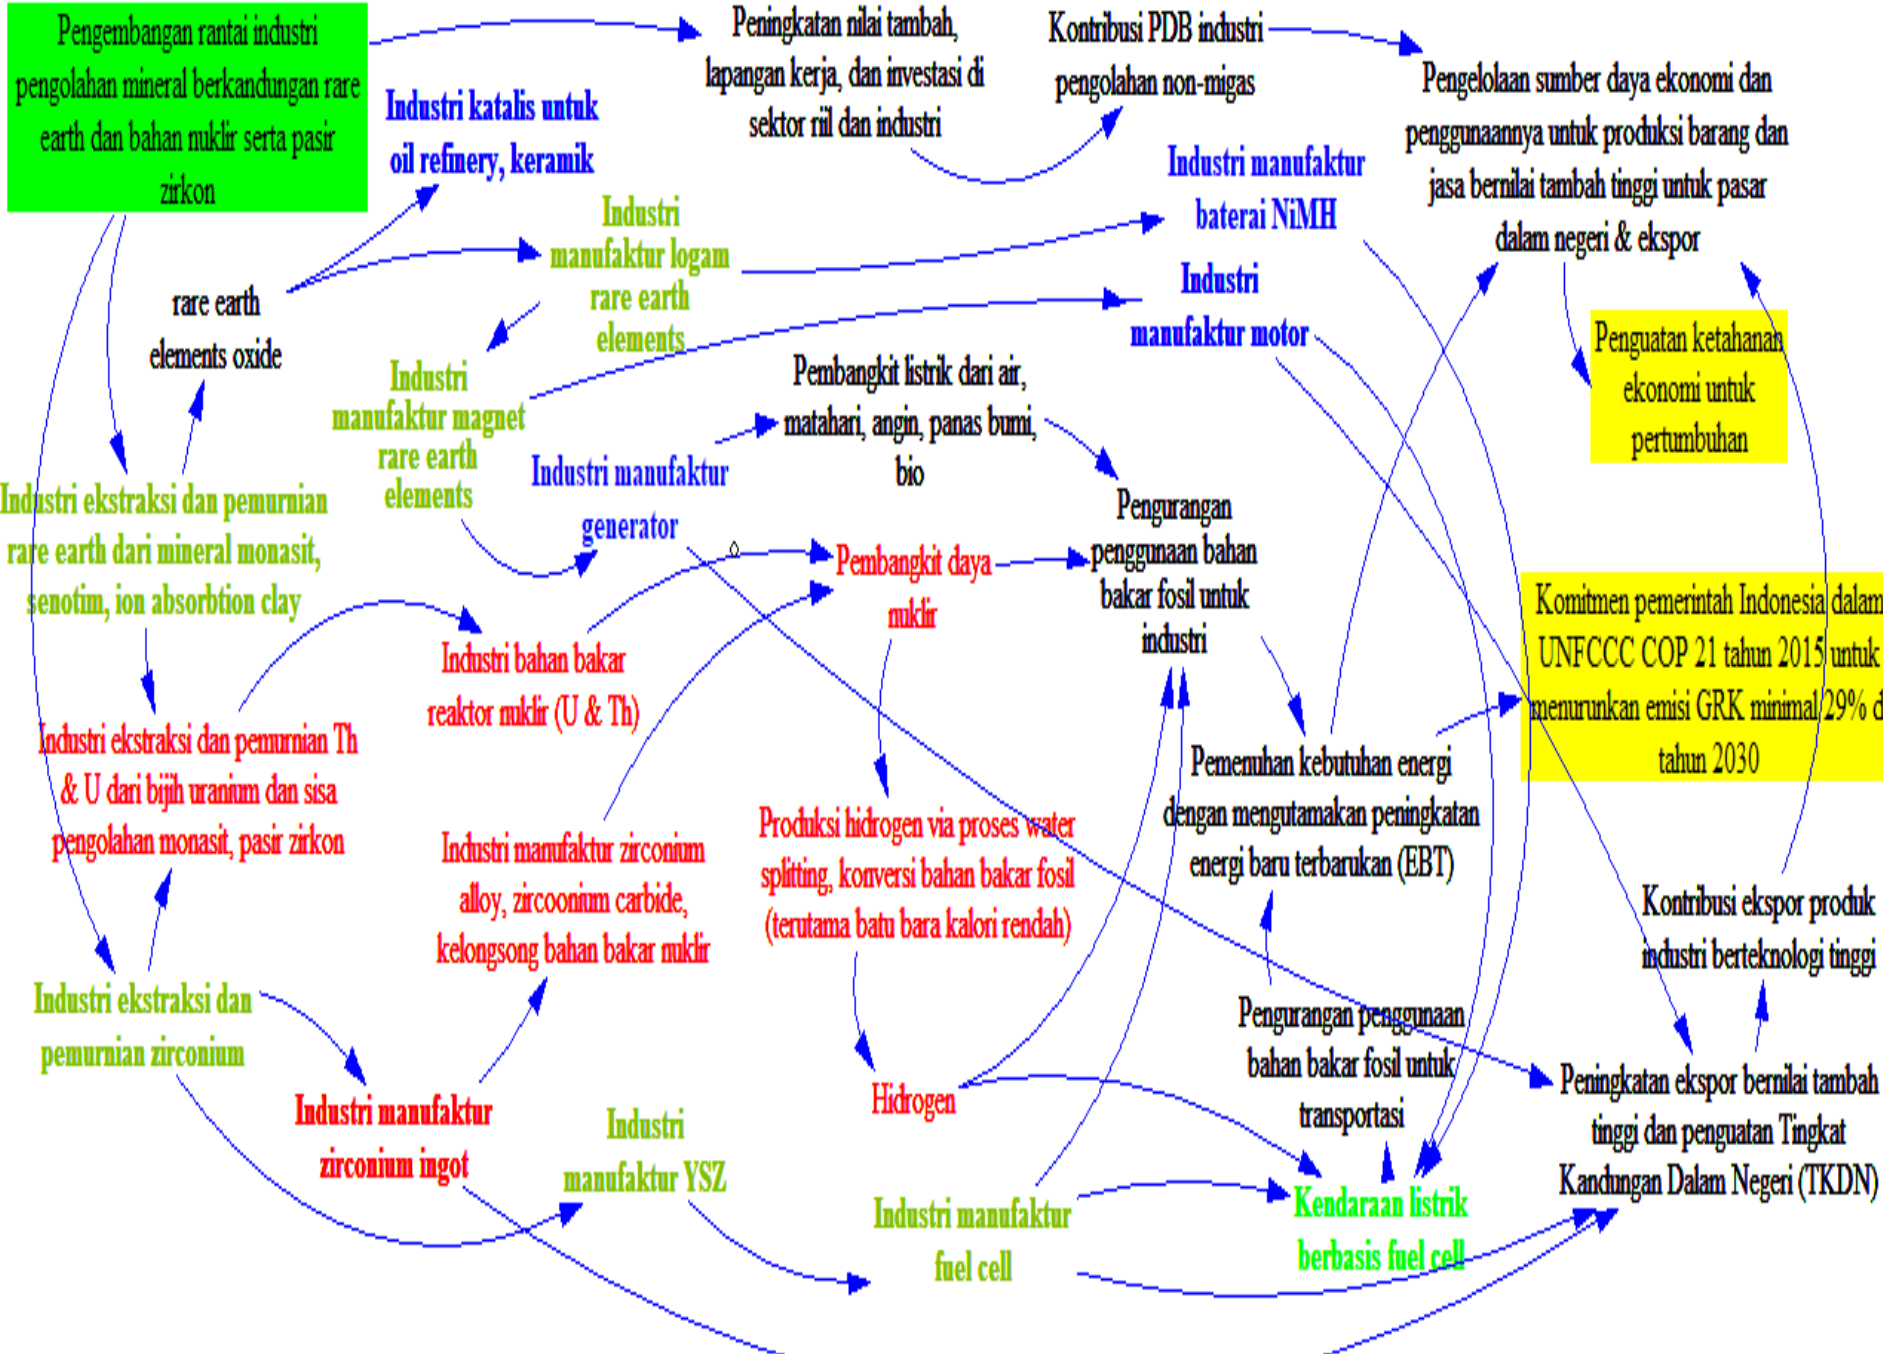 Pengembangan rantai industri
pengolahan mineral berkandungan rare
earth dan bahan nuklir serta pasir
zirkon
Peningkatan nilai tambah,
lapangan kerja, dan investasi di
sektor riil dan industri
Kontribusi PDB industri
pengolahan non-migas
Pengelolaan sumber daya ekonomi dan
penggunaannya untuk produksi barang dan
jasa bernilai tambah tinggi untuk pasar
dalam negeri & ekspor
Industri katalis untuk
oil refinery, keramik
Industri manufaktur
baterai NiMH
Industri
manufaktur logam
rare earth
elements
Industri
manufaktur motor
rare earth
elements oxide
Penguatan ketahanan
ekonomi untuk
pertumbuhan
Industri
manufaktur magnet
rare earth
elements
Pembangkit listrik dari air,
matahari, angin, panas bumi,
bio
Industri manufaktur
generator
Industri ekstraksi dan pemurnian
rare earth dari mineral monasit,
senotim, ion absorbtion clay
Pengurangan
penggunaan bahan
bakar fosil untuk
industri
Pembangkit daya
nuklir
Komitmen pemerintah Indonesia dalam
UNFCCC COP 21 tahun 2015 untuk
menurunkan emisi GRK minimal 29% d
tahun 2030
Industri bahan bakar
reaktor nuklir (U & Th)
Industri ekstraksi dan pemurnian Th
& U dari bijih uranium dan sisa
pengolahan monasit, pasir zirkon
Pemenuhan kebutuhan energi
dengan mengutamakan peningkatan
energi baru terbarukan (EBT)
Industri manufaktur zirconium
alloy, zircoonium carbide,
kelongsong bahan bakar nuklir
Produksi hidrogen via proses water
splitting, konversi bahan bakar fosil
(terutama batu bara kalori rendah)
Kontribusi ekspor produk
industri berteknologi tinggi
Industri ekstraksi dan
pemurnian zirconium
Pengurangan penggunaan
bahan bakar fosil untuk
transportasi
Hidrogen
Industri manufaktur
zirconium ingot
Industri
manufaktur YSZ
Peningkatan ekspor bernilai tambah
tinggi dan penguatan Tingkat
Kandungan Dalam Negeri (TKDN)
Industri manufaktur
fuel cell
Kendaraan listrik
berbasis fuel cell